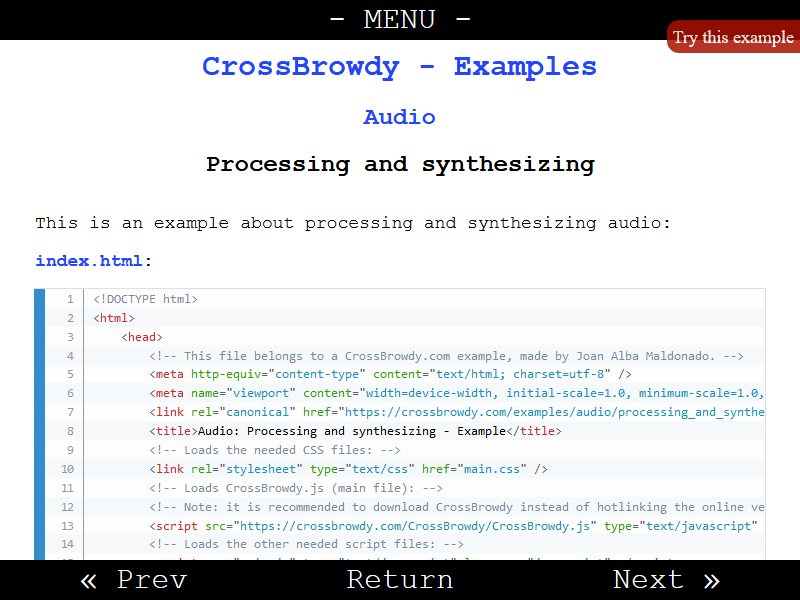 - MENU -
Try this example
CrossBrowdy - Examples
Audio
Processing and synthesizing
This is an example about processing and synthesizing audio:
index.html:
1 <!DOCTYPE html>
2 <html>
3 <head>
4 <!-- This file belongs to a CrossBrowdy.com example, made by Joan Alba Maldonado. -->
5 <meta http-equiv="content-type" content="text/html; charset=utf-8" />
6 <meta name="viewport" content="width=device-width, initial-scale=1.0, minimum-scale=1.0,
7 <link rel="canonical" href="https://crossbrowdy.com/examples/audio/processing_and_synthe
8 <title>Audio: Processing and synthesizing - Example</title>
9 <!-- Loads the needed CSS files: -->
10 <link rel="stylesheet" type="text/css" href="main.css" />
11 <!-- Loads CrossBrowdy.js (main file): -->
12 <!-- Note: it is recommended to download CrossBrowdy instead of hotlinking the online ve
13 <script src="https://crossbrowdy.com/CrossBrowdy/CrossBrowdy.js" type="text/javascript"
14 <!-- Loads the other needed script files: -->
« Prev Return Next »